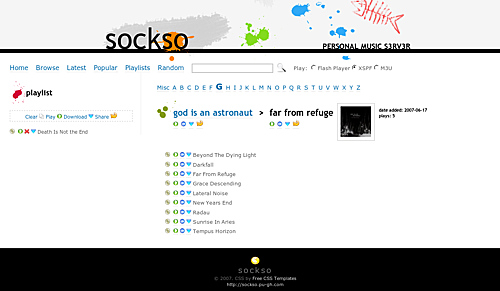 sockso
PERSONAL MUSIC S3RV3R
Home Browse Latest Popular Playlists Random Play: Flash Player XSPF M3U
Misc A B C D E F G H I J K L M N O P Q R S T U V W X Y Z
playlist
Clear Play Download Share
Death Is Not the End
god is an astronaut > far from refuge
date added: 2007-06-17
plays: 5
Beyond The Dying Light
Darkfall
Far From Refuge
Grace Descending
Lateral Noise
New Years End
Radau
Sunrise In Aries
Tempus Horizon
sockso
© 2007. CSS by Free CSS Templates
http://sockso.pu-gh.com